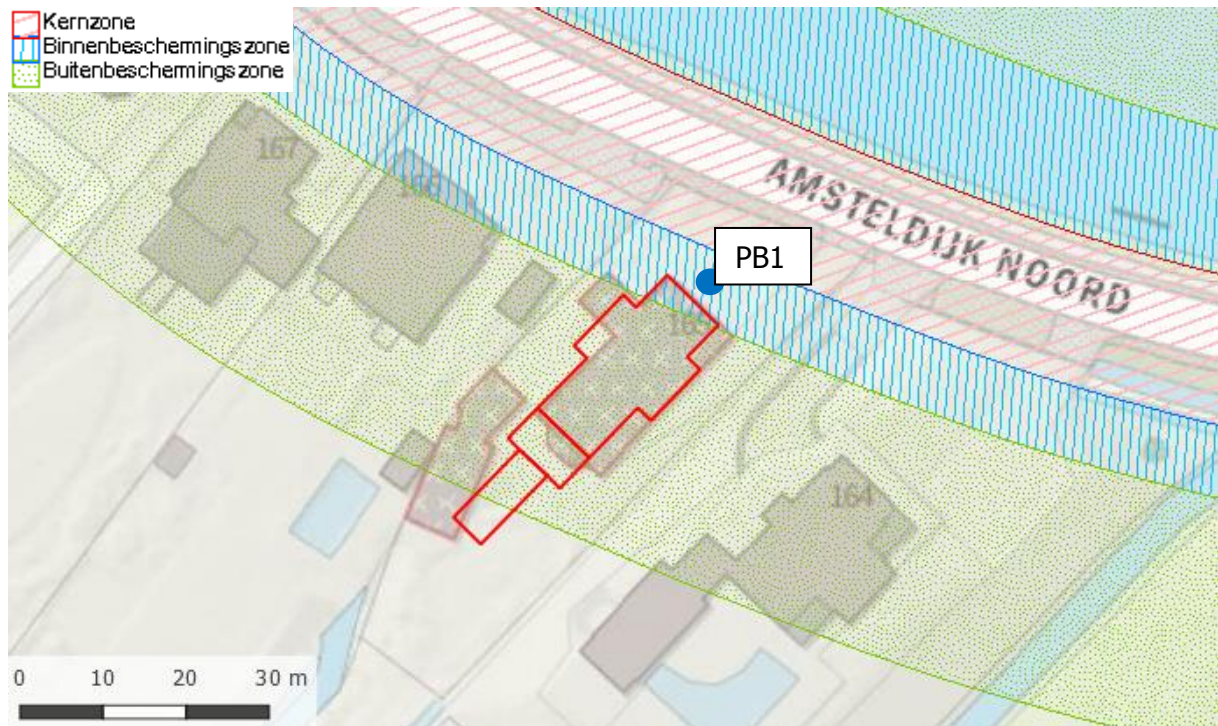 Kernzone
Binnenbeschermingszone
Buitenbeschermingszone
167
AMSTELDIJK NOORD
PB1
164
0 10 20 30 m